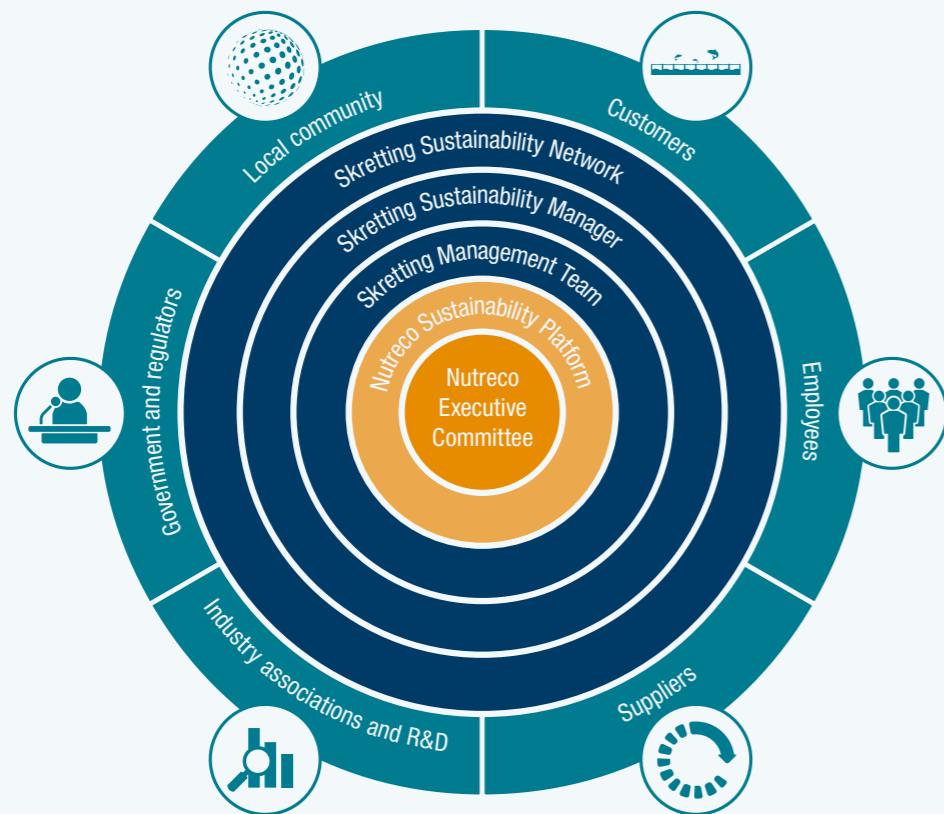 Local community
Customers
Skretting Sustainability Network
Skretting Sustainability Manager
Skretting Management Team
Nutreco Sustainability Platform
Nutreco
Executive
Committee
Government and regulators
Employees
Industry associations and R&D
Suppliers